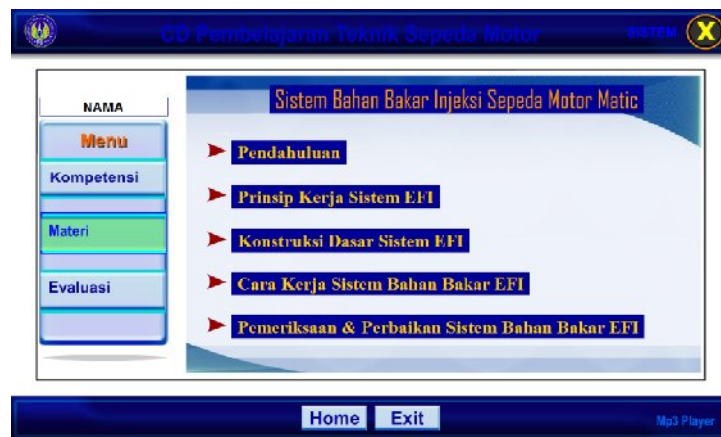 CD Pembelajaran Teknik Sepeda Motor
SISTEM
X
NAMA
Menu
Kompetensi
Materi
Evaluasi
Sistem Bahan Bakar Injeksi Sepeda Motor Matic
Pendahuluan
Prinsip Kerja Sistem EFI
Konstruksi Dasar Sistem EFI
Cara Kerja Sistem Bahan Bakar EFI
Pemeriksaan & Perbaikan Sistem Bahan Bakar EFI
Home
Exit
Mp3 Player